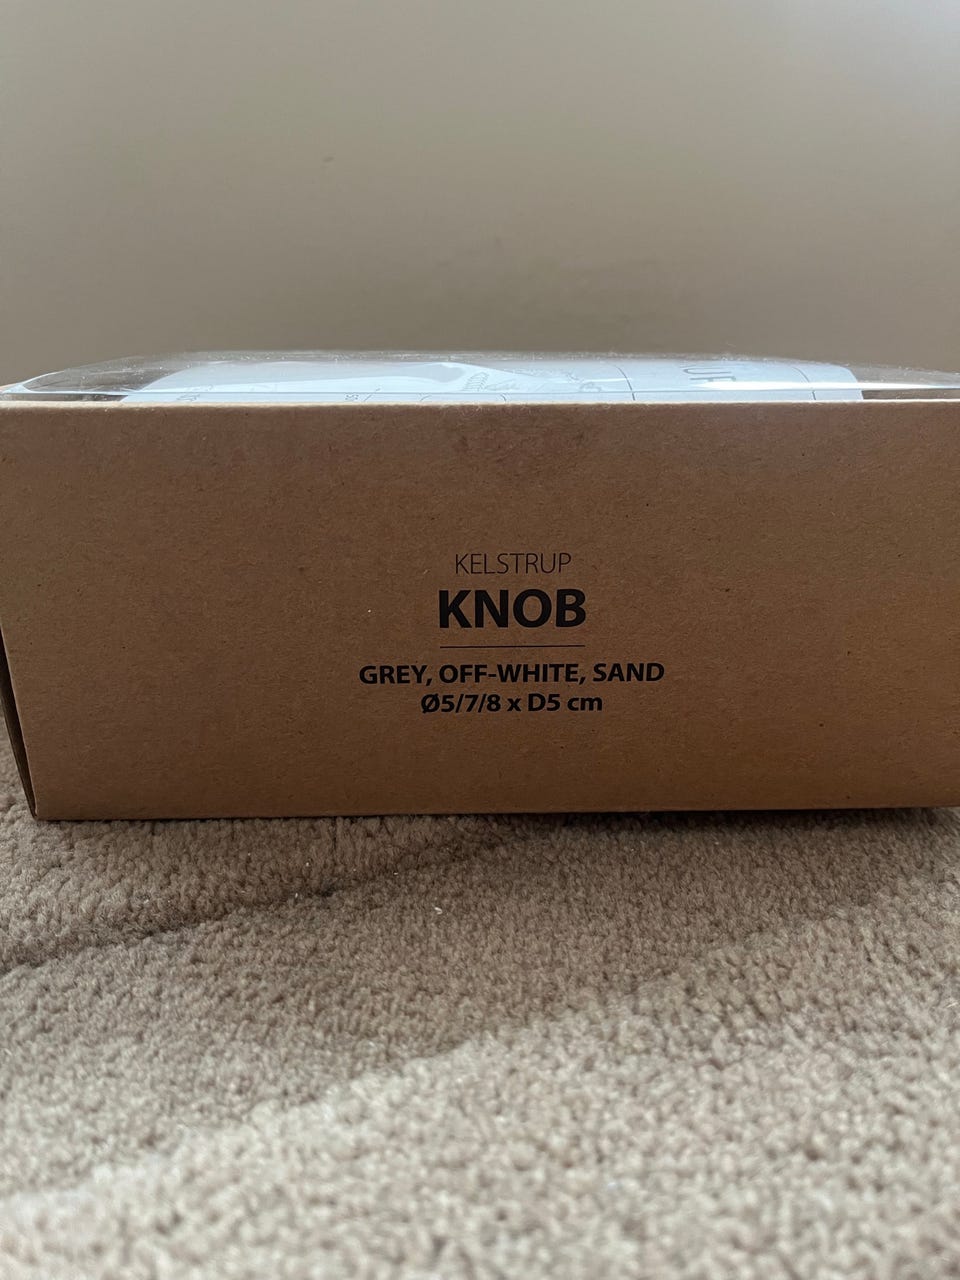 KELSTRUP
KNOB
GREY, OFF-WHITE, SAND
Ø5/7/8 x D5 cm